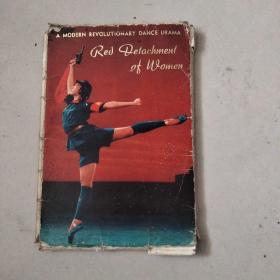 A MODERN REVOLUTIONARY DANCE DRAMA
Red Detachment
of Women